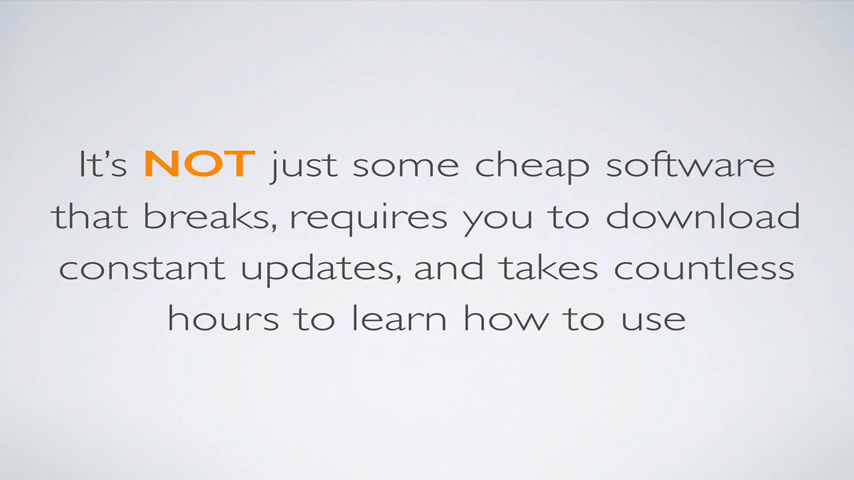 It’s NOT just some cheap software
that breaks, requires you to download
constant updates, and takes countless
hours to learn how to use